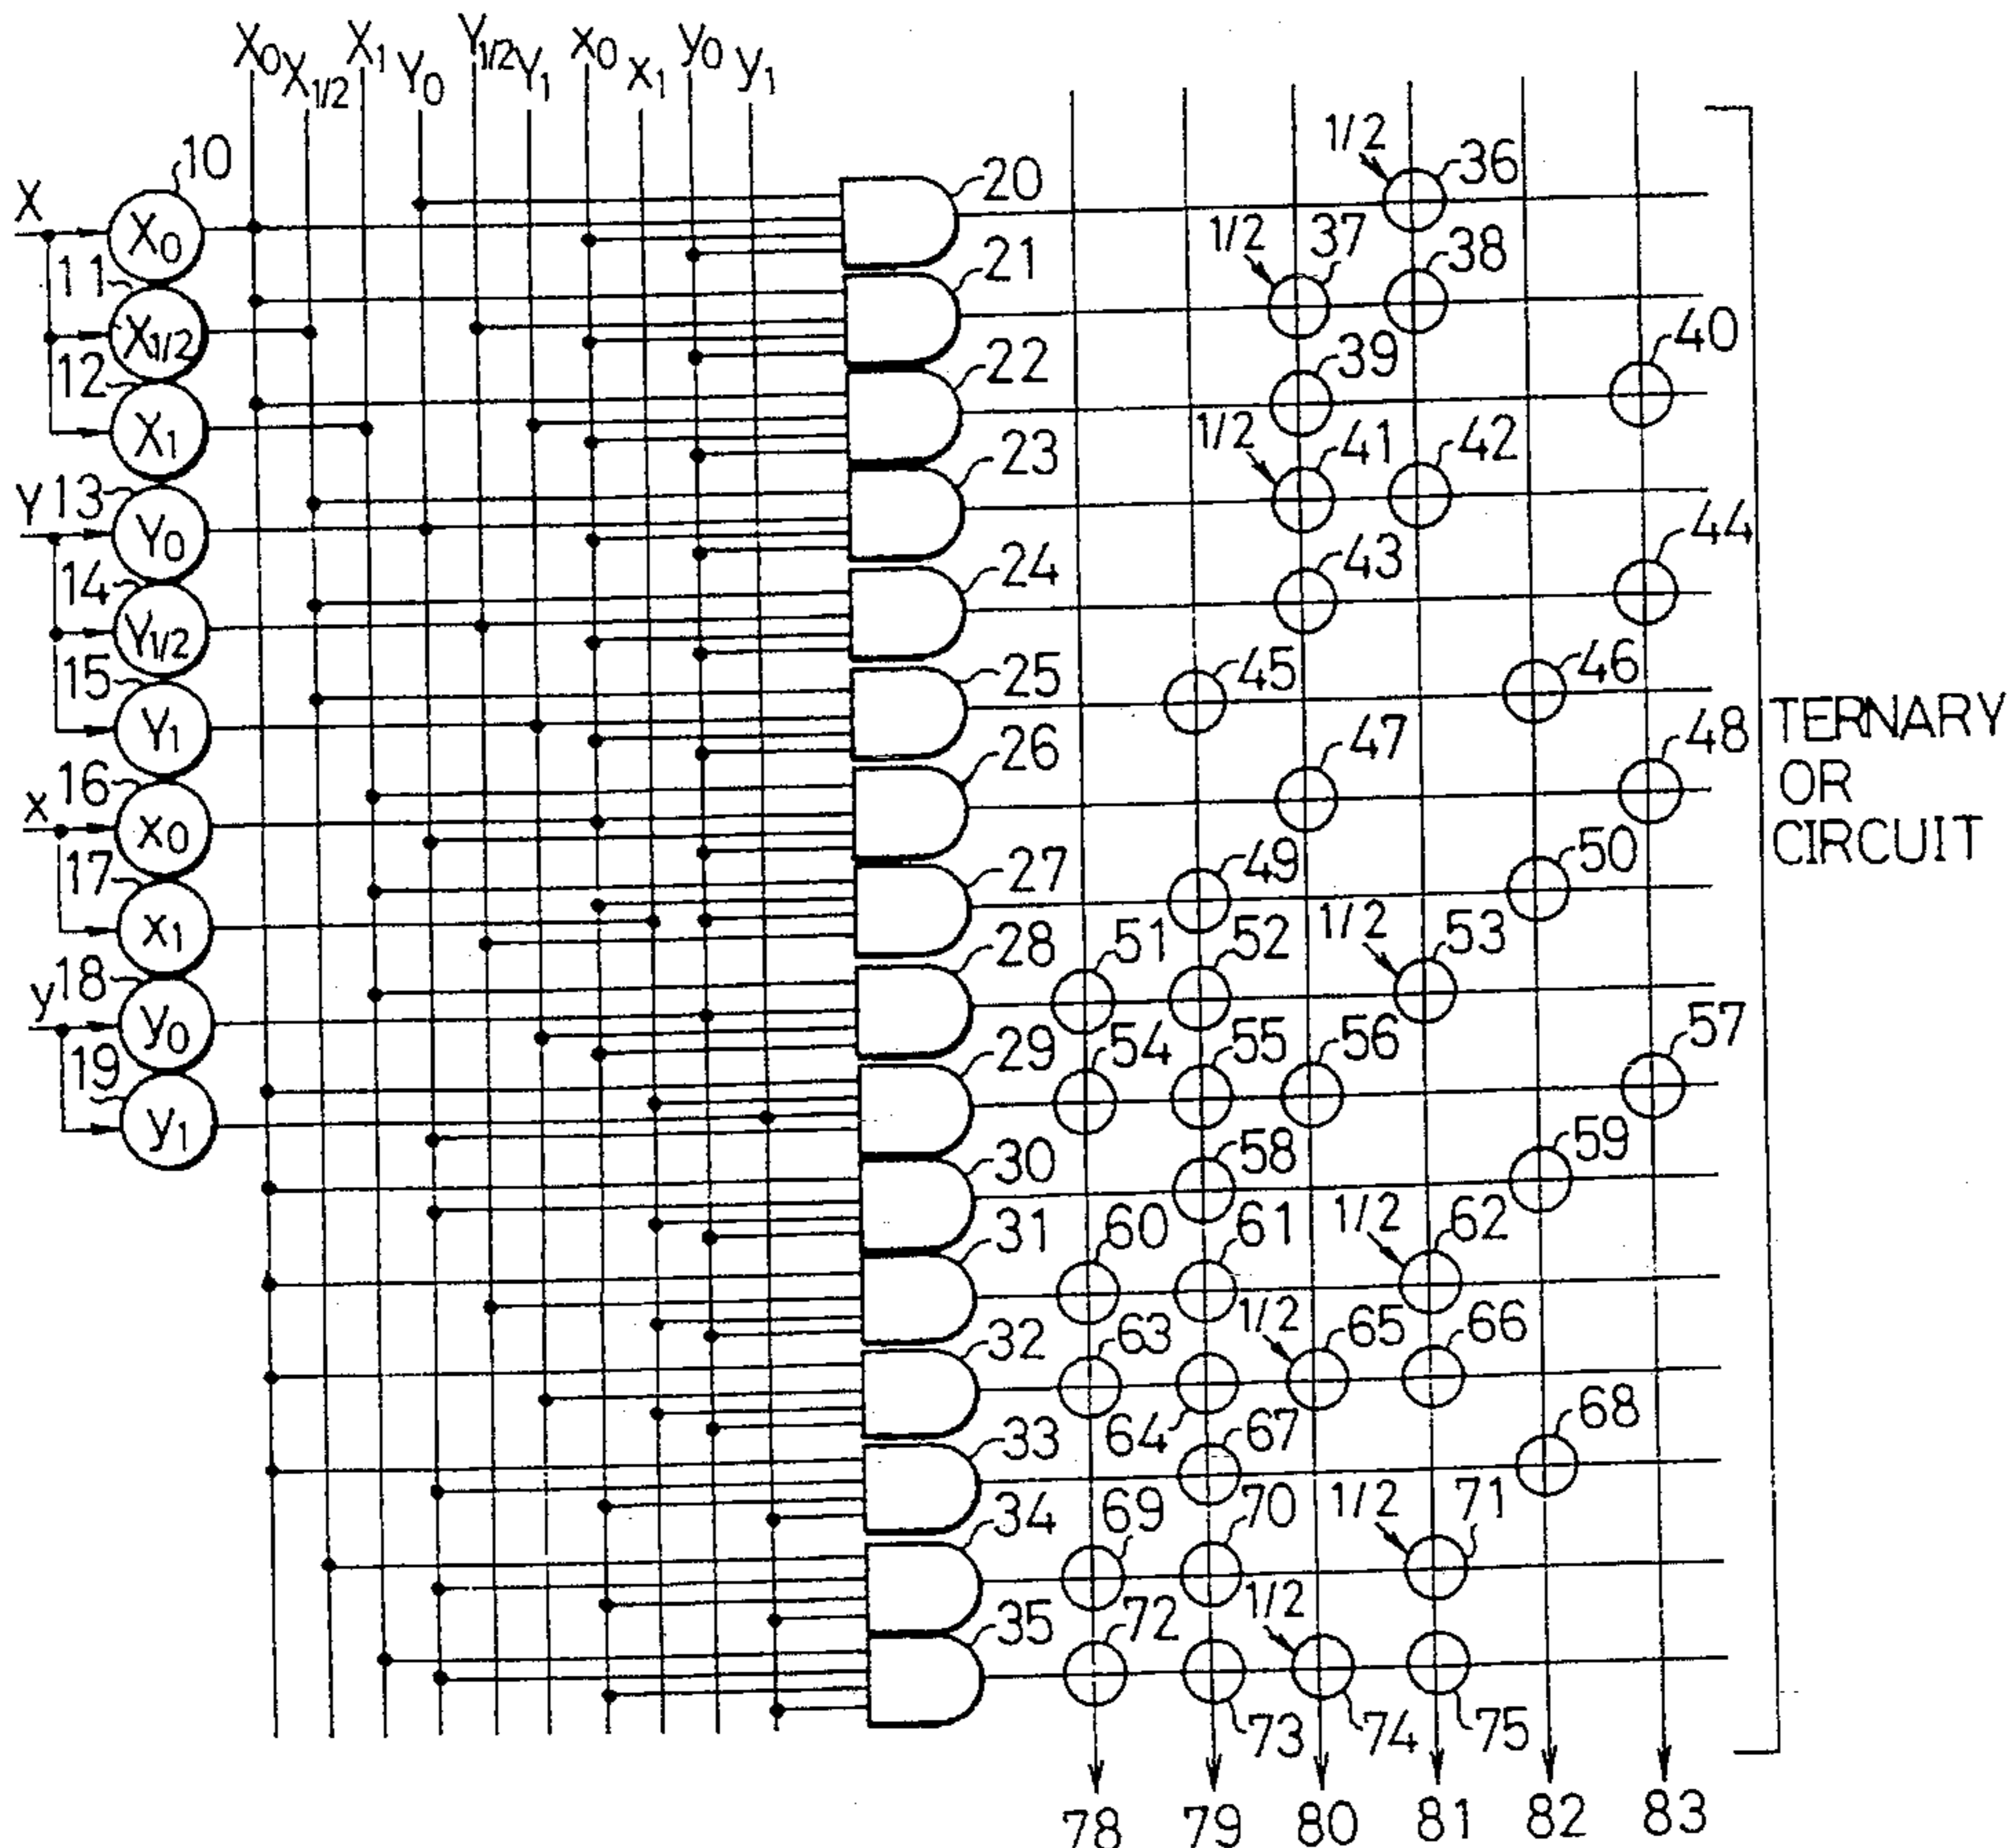 X₀ X₁/₂ X₁ Y₀ Y₁/₂ Y₁ x₀ x₁ y₀ y₁
X X₀ 10
11 X₁/₂
12 X₁
Y 13 Y₀
14 Y₁/₂
15 Y₁
x 16 x₀
17 x₁
y 18 y₀
19 y₁
20
21
22
23
24
25
26
27
28
29
30
31
32
33
34
35
1/2 36
1/2 37 38
39 40
1/2 41 42
43 44
45 46
47 48
49 50
51 52 1/2 53
54 55 56 57
58 59
60 61 1/2 62
63 64 1/2 65 66
67 68
69 70 1/2 71
72 73 1/2 74 75
78 79 80 81 82 83
TERNARY
OR
CIRCUIT